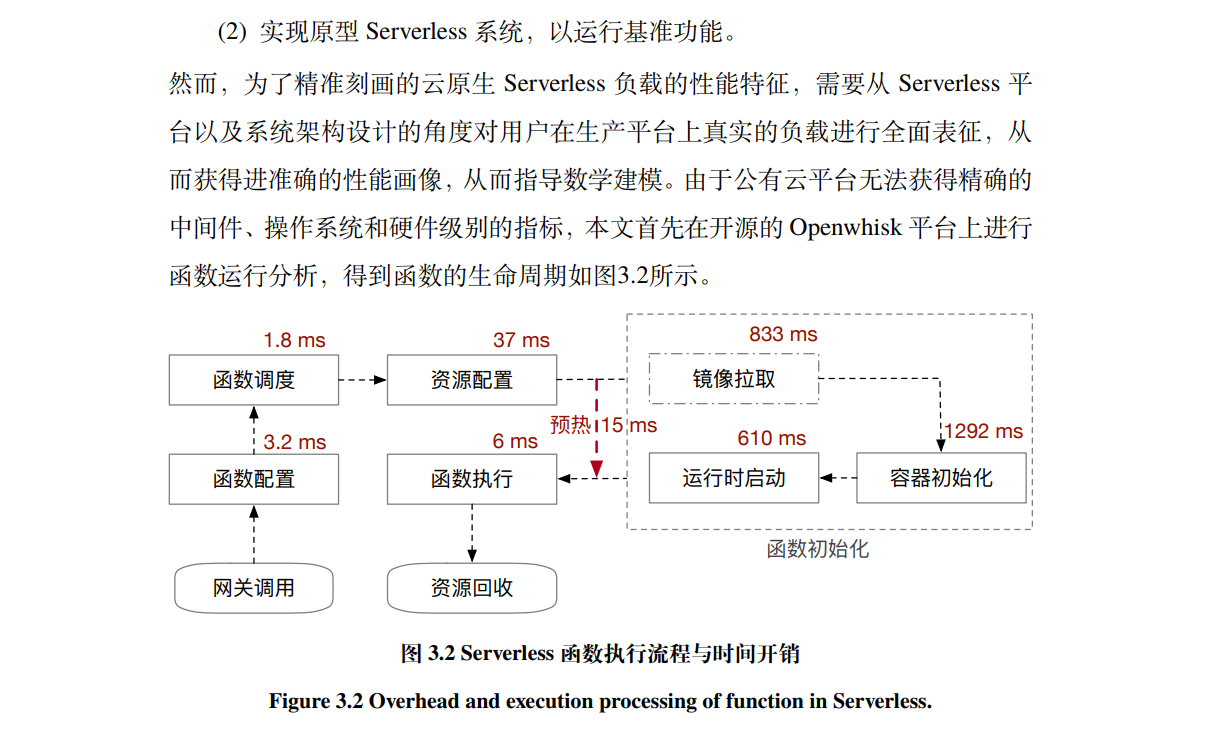 (2) 实现原型 Serverless 系统，以运行基准功能。
然而，为了精准刻画的云原生 Serverless 负载的性能特征，需要从 Serverless 平
台以及系统架构设计的角度对用户在生产平台上真实的负载进行全面表征，从
而获得进准确的性能画像，从而指导数学建模。由于公有云平台无法获得精确的
中间件、操作系统和硬件级别的指标，本文首先在开源的 Openwhisk 平台上进行
函数运行分析，得到函数的生命周期如图3.2所示。
1.8 ms
37 ms
833 ms
函数调度
资源配置
镜像拉取
预热 15 ms
3.2 ms
6 ms
610 ms
1292 ms
函数配置
函数执行
运行时启动
容器初始化
函数初始化
网关调用
资源回收
图 3.2 Serverless 函数执行流程与时间开销
Figure 3.2 Overhead and execution processing of function in Serverless.